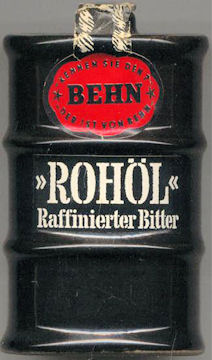 KENNEN SIE DEN?
BEHN
DER IST VON BEHN
»ROHÖL«
Raffinierter Bitter